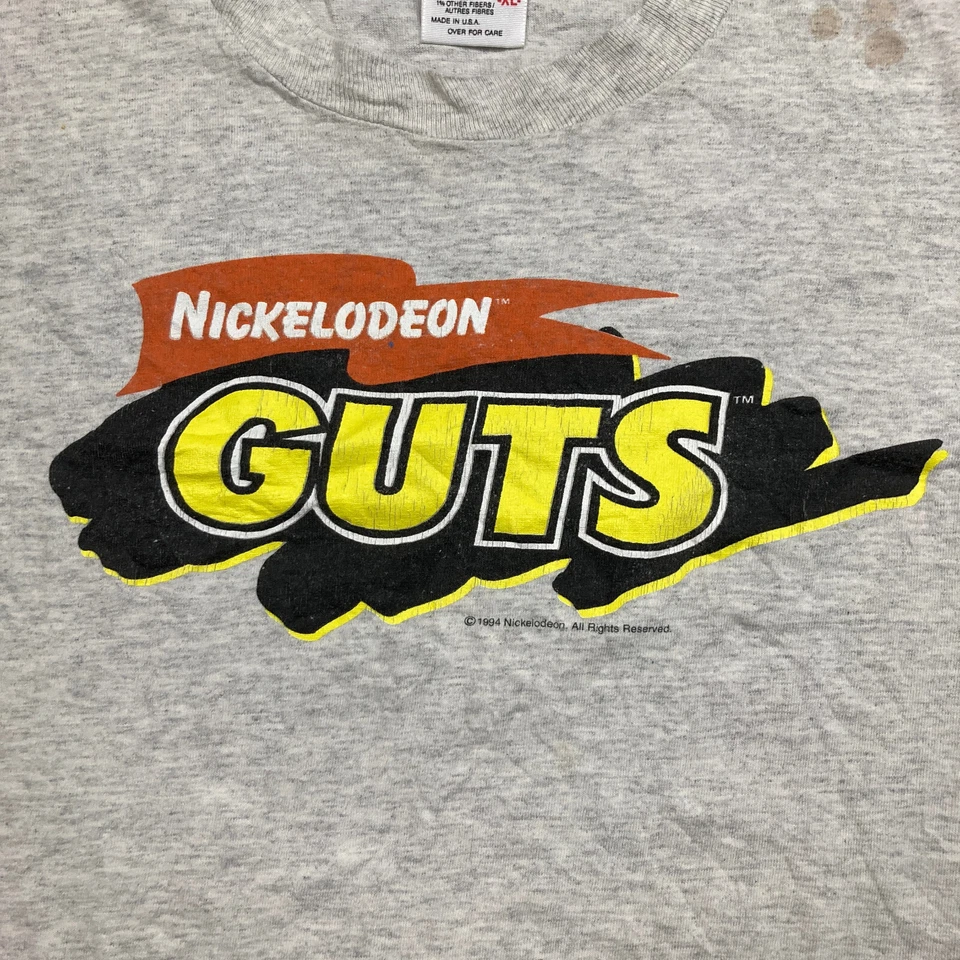 1% OTHER FIBERS/
AUTRES FIBRES
-XL-
MADE IN U.S.A.
OVER FOR CARE
NICKELODEON™
GUTS™
©1994 Nickelodeon. All Rights Reserved.